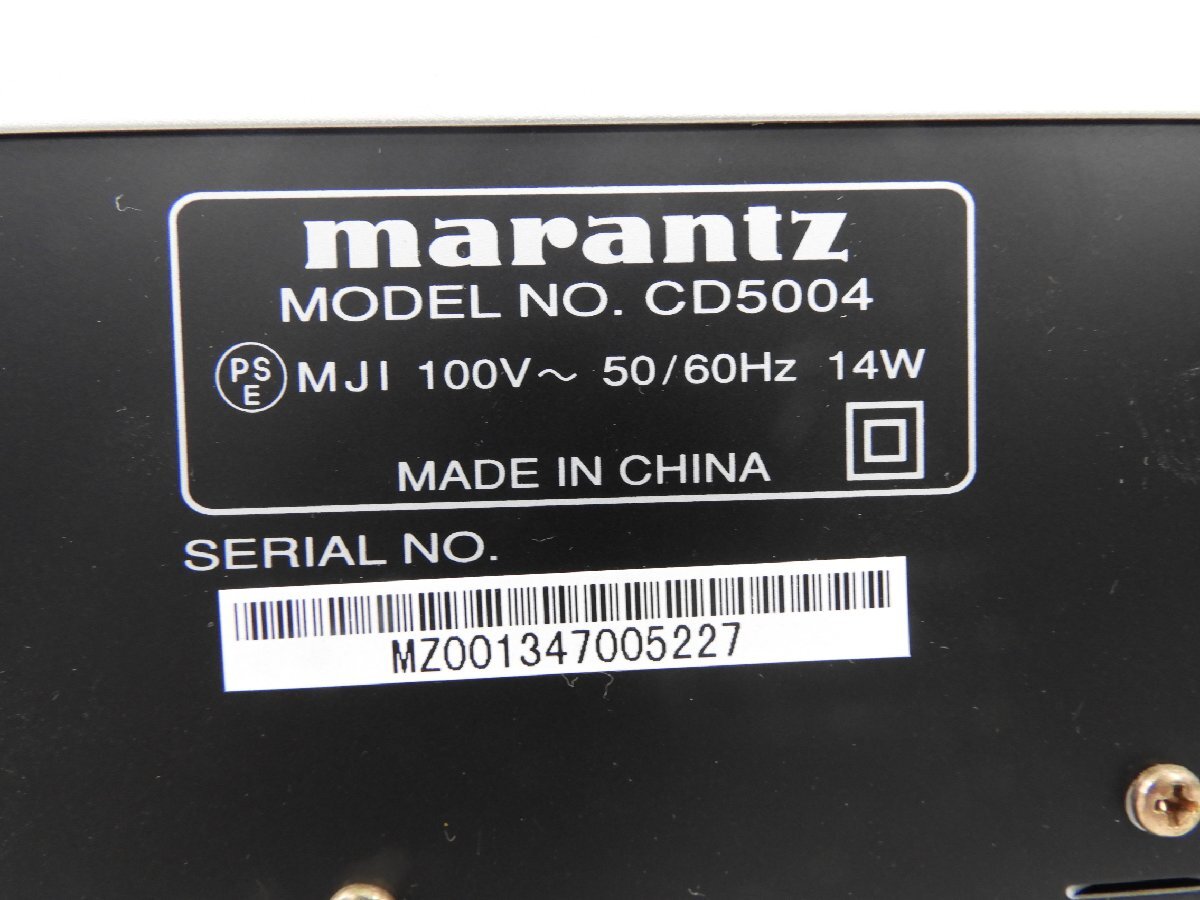 marantz
MODEL NO. CD5004
PS E MJI 100V～ 50/60Hz 14W
MADE IN CHINA
SERIAL NO.
MZ001347005227